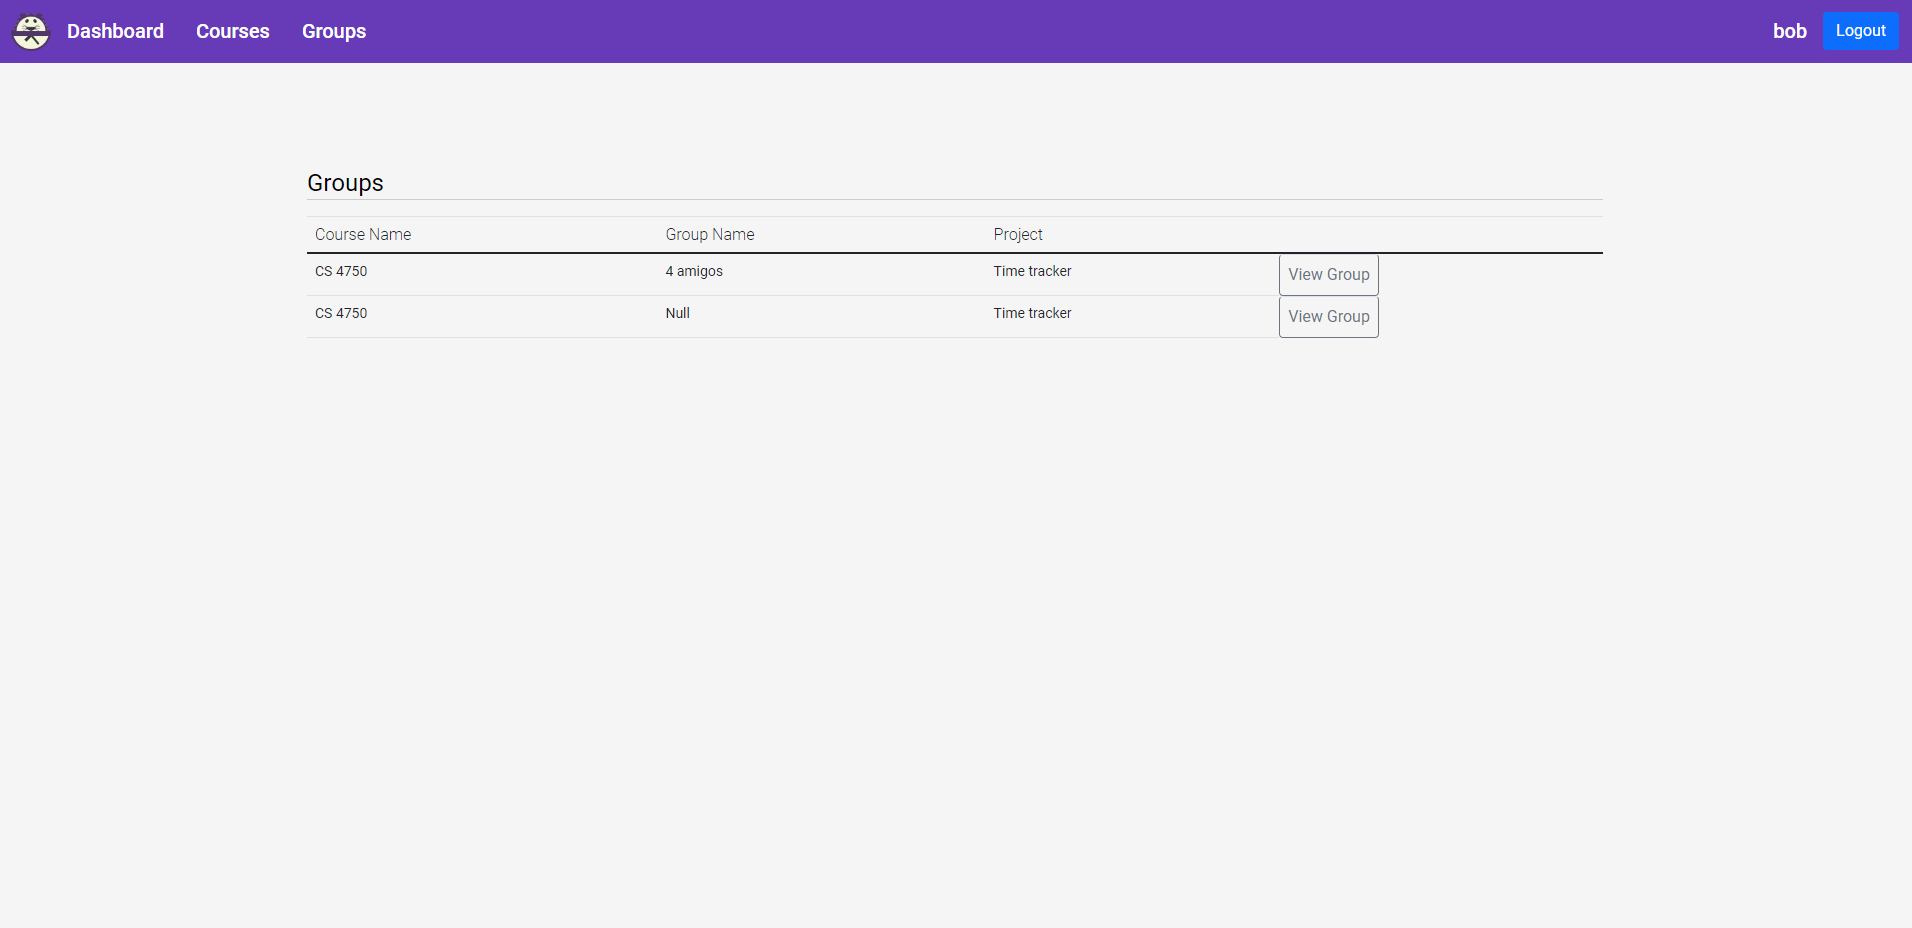 Dashboard Courses Groups bob Logout
Groups
Course Name Group Name Project
CS 4750 4 amigos Time tracker View Group
CS 4750 Null Time tracker View Group